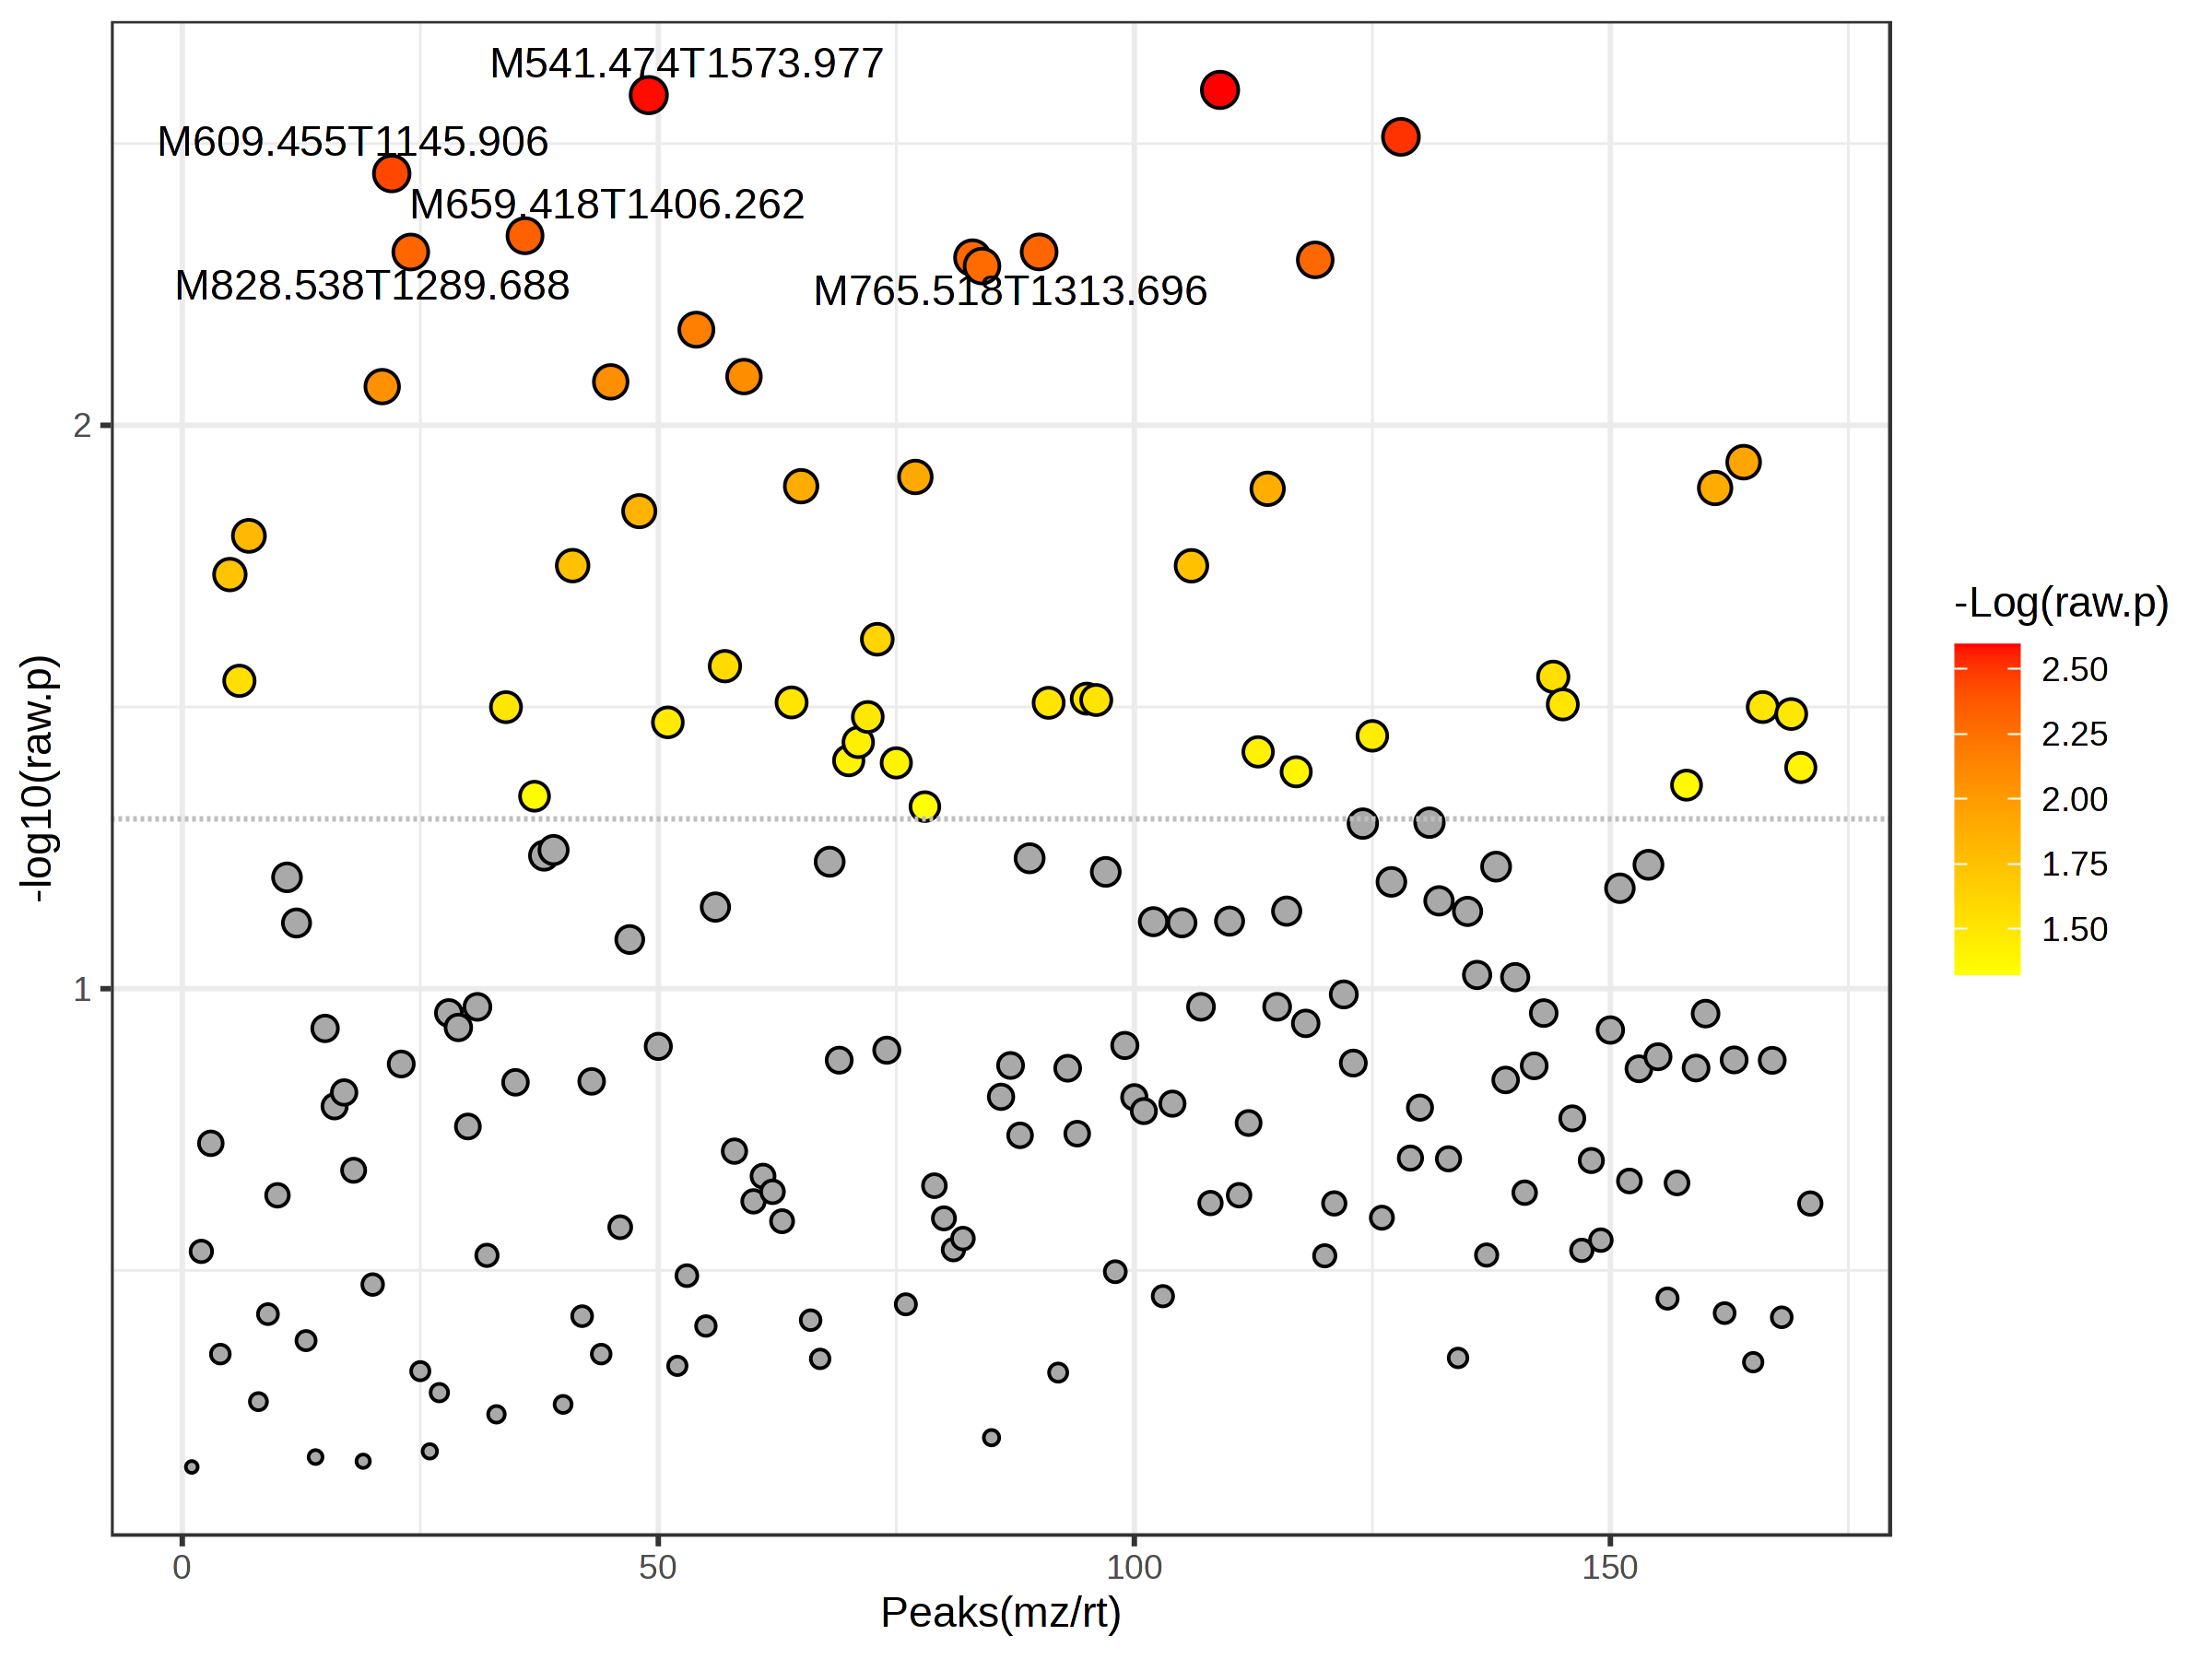 M541.474T1573.977
M609.455T1145.906
M659.418T1406.262
M828.538T1289.688
M765.518T1313.696
2
1
-log10(raw.p)
0 50 100 150
Peaks(mz/rt)
-Log(raw.p)
2.50
2.25
2.00
1.75
1.50